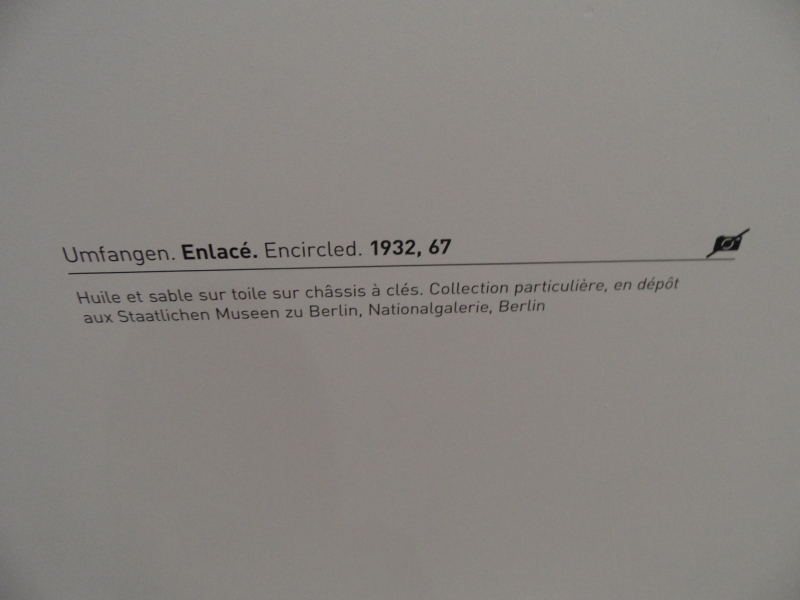 Umfangen. Enlacé. Encircled. 1932, 67
Huile et sable sur toile sur châssis à clés. Collection particulière, en dépôt
aux Staatlichen Museen zu Berlin, Nationalgalerie, Berlin